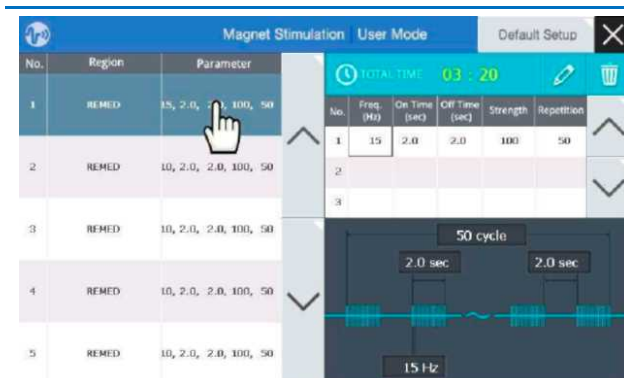 Magnet Stimulation User Mode Default Setup
No. Region Parameter
1 REMED 15, 2.0, 100, 50
2 REMED 10, 2.0, 2.0, 100, 50
3 REMED 10, 2.0, 2.0, 100, 50
4 REMED 10, 2.0, 2.0, 100, 50
5 REMED 10, 2.0, 2.0, 100, 50
TOTAL TIME 03 : 20
No. Freq. (Hz) On Time (sec) Off Time (sec) Strength Repetition
1 15 2.0 2.0 100 50
2
3
50 cycle
2.0 sec 2.0 sec
15 Hz